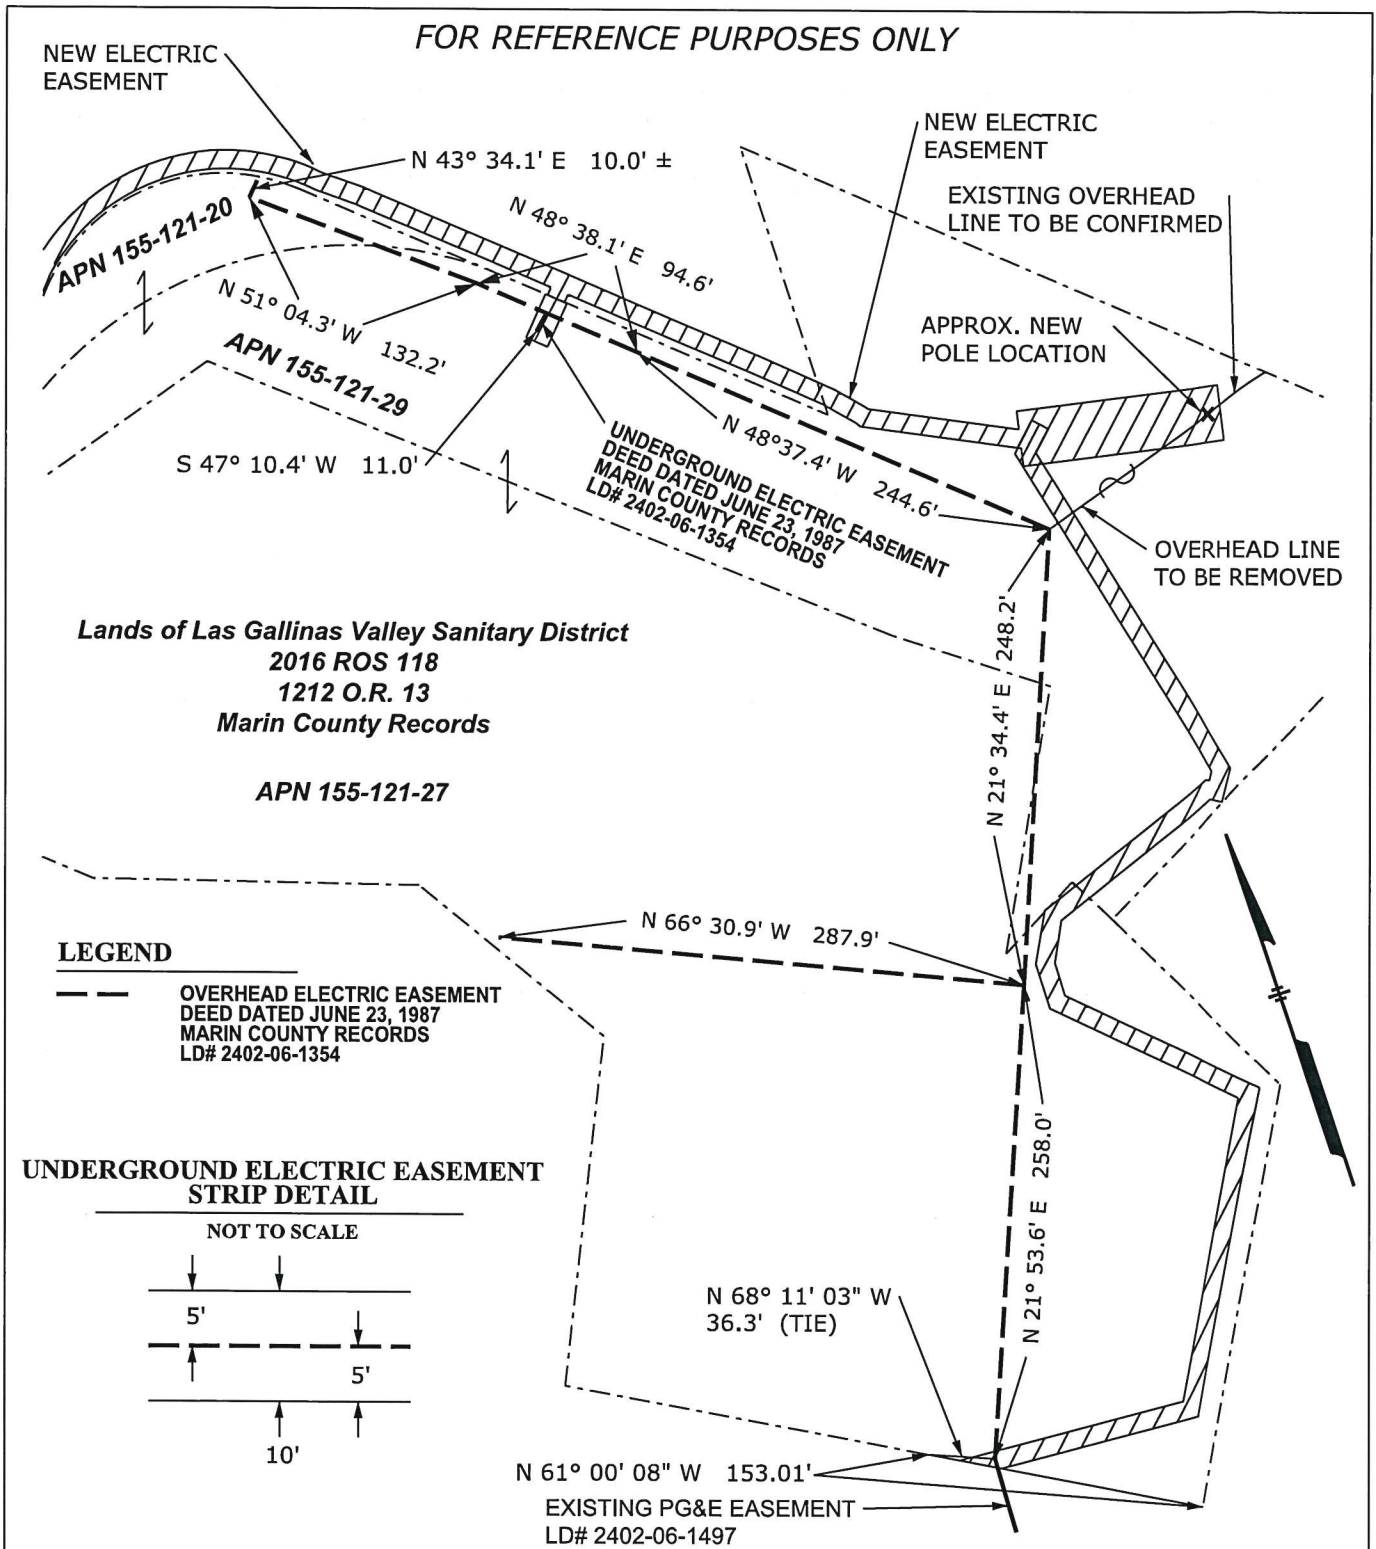 FOR REFERENCE PURPOSES ONLY
NEW ELECTRIC
EASEMENT
NEW ELECTRIC
EASEMENT
N 43° 34.1' E 10.0' ±
EXISTING OVERHEAD
LINE TO BE CONFIRMED
N 48° 38.1' E 94.6'
APN 155-121-20
N 51° 04.3' W 132.2'
APN 155-121-29
APPROX. NEW
POLE LOCATION
S 47° 10.4' W 11.0'
N 48°37.4' W 244.6'
UNDERGROUND ELECTRIC EASEMENT
DEED DATED JUNE 23, 1987
MARIN COUNTY RECORDS
LD# 2402-06-1354
OVERHEAD LINE
TO BE REMOVED
Lands of Las Gallinas Valley Sanitary District
2016 ROS 118
1212 O.R. 13
Marin County Records
APN 155-121-27
N 21° 34.4' E 248.2'
N 66° 30.9' W 287.9'
LEGEND
OVERHEAD ELECTRIC EASEMENT
DEED DATED JUNE 23, 1987
MARIN COUNTY RECORDS
LD# 2402-06-1354
N 21° 53.6' E 258.0'
UNDERGROUND ELECTRIC EASEMENT
STRIP DETAIL
NOT TO SCALE
5'
5'
10'
N 68° 11' 03" W
36.3' (TIE)
N 61° 00' 08" W 153.01'
EXISTING PG&E EASEMENT
LD# 2402-06-1497